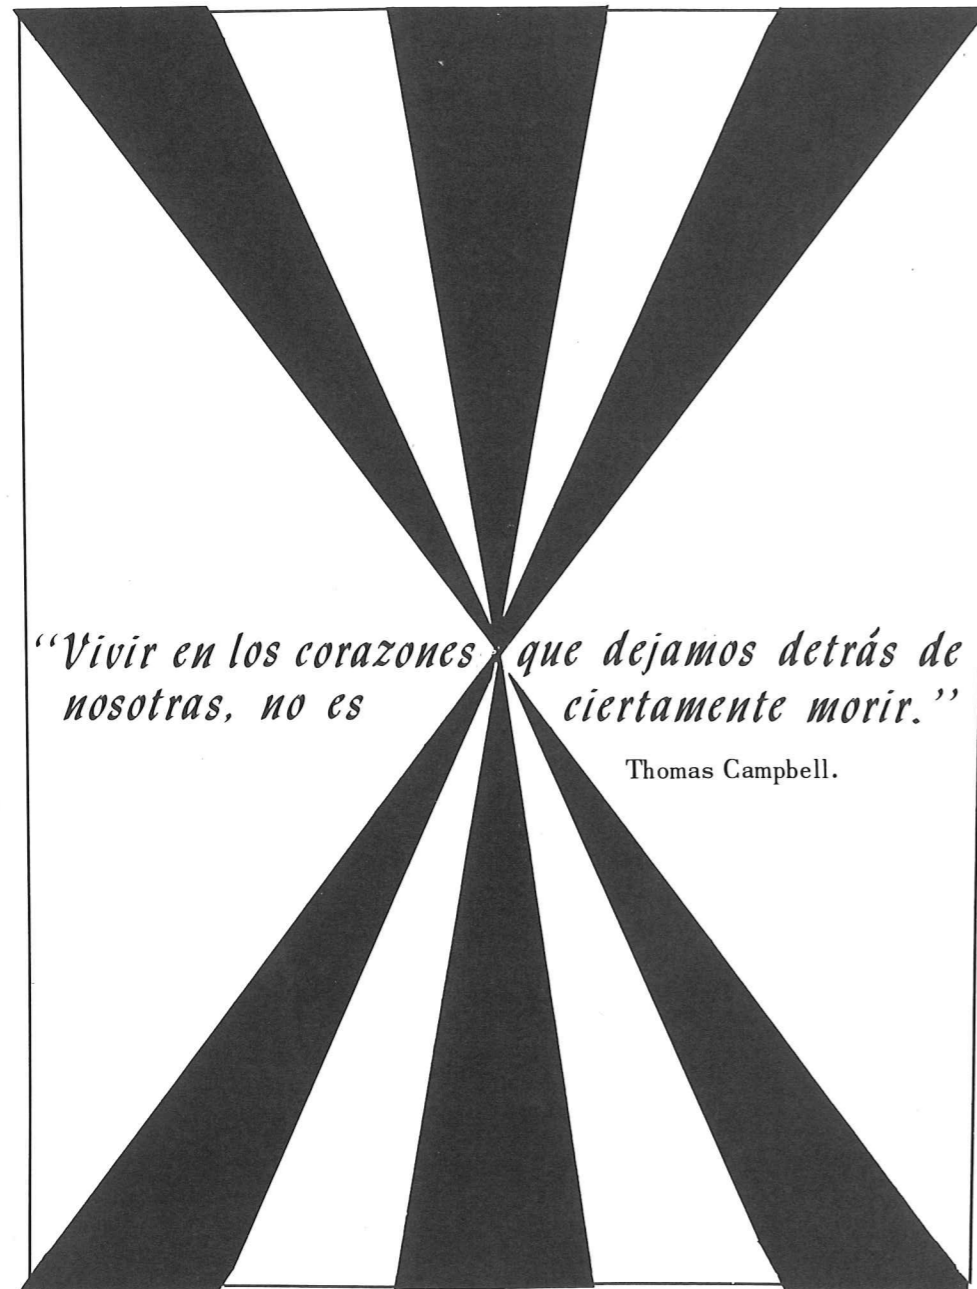 “Vivir en los corazones que dejamos detrás de
nosotras, no es ciertamente morir.”
Thomas Campbell.